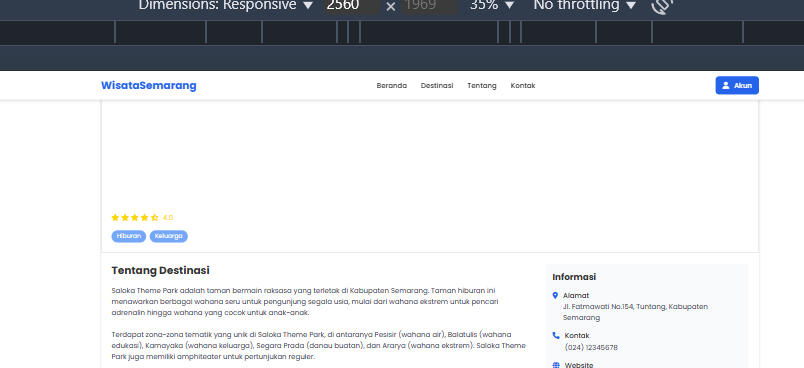 Dimensions: Responsive ▼ 2560 × 1969 35% ▼ No throttling ▼
WisataSemarang Beranda Destinasi Tentang Kontak Akun
4.5
Hiburan Keluarga
Tentang Destinasi
Saloka Theme Park adalah taman bermain raksasa yang terletak di Kabupaten Semarang. Taman hiburan ini
menawarkan berbagai wahana seru untuk pengunjung segala usia, mulai dari wahana ekstrem untuk pencari
adrenalin hingga wahana yang cocok untuk anak-anak.
Terdapat zona-zona tematik yang unik di Saloka Theme Park, di antaranya Pesisir (wahana air), Balatulis (wahana
edukasi), Kamayaka (wahana keluarga), Segara Prada (danau buatan), dan Ararya (wahana ekstrem). Saloka Theme
Park juga memiliki amphiteater untuk pertunjukan reguler.
Informasi
Alamat
Jl. Fatmawati No.154, Tuntang, Kabupaten
Semarang
Kontak
(024) 12345678
Website